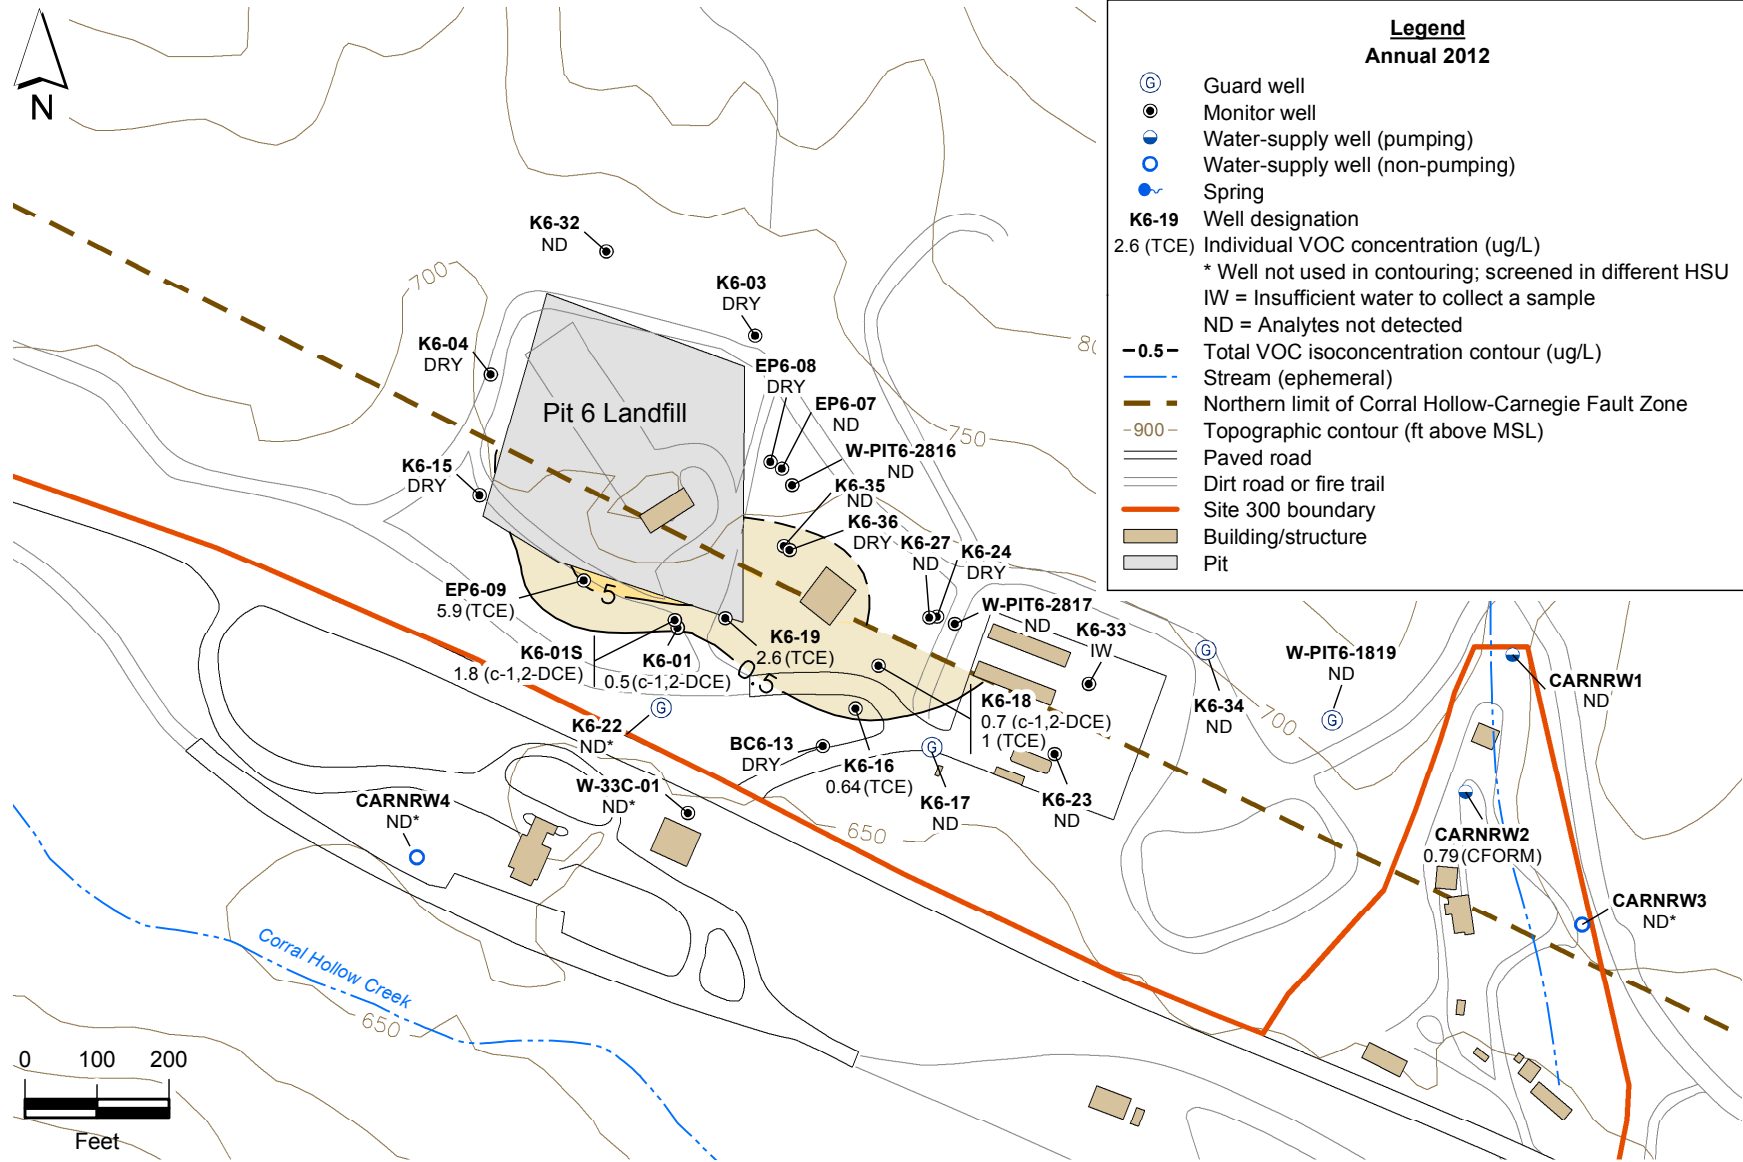 Legend
Annual 2012
Guard well
Monitor well
Water-supply well (pumping)
Water-supply well (non-pumping)
Spring
K6-19 Well designation
2.6 (TCE) Individual VOC concentration (ug/L)
* Well not used in contouring; screened in different HSU
IW = Insufficient water to collect a sample
ND = Analytes not detected
0.5 Total VOC isoconcentration contour (ug/L)
Stream (ephemeral)
Northern limit of Corral Hollow-Carnegie Fault Zone
-900- Topographic contour (ft above MSL)
Paved road
Dirt road or fire trail
Site 300 boundary
Building/structure
Pit
G
N
K6-32
ND
700
K6-03
DRY
K6-04
DRY
80
EP6-08
DRY
EP6-07
ND
Pit 6 Landfill
750
W-PIT6-2816
ND
K6-15
DRY
K6-35
ND
K6-36
DRY
K6-27
ND
K6-24
DRY
EP6-09
5.9 (TCE)
5
W-PIT6-2817
ND
K6-33
IW
K6-19
2.6 (TCE)
K6-01S
1.8 (c-1,2-DCE)
K6-01
0.5 (c-1,2-DCE)
0.5
G
W-PIT6-1819
ND
CARNRW1
ND
K6-18
0.7 (c-1,2-DCE)
1 (TCE)
K6-34
ND
700
G
G
K6-22
ND*
BC6-13
DRY
G
K6-16
0.64 (TCE)
K6-17
ND
K6-23
ND
W-33C-01
ND*
CARNRW4
ND*
650
CARNRW2
0.79 (CFORM)
CARNRW3
ND*
Corral Hollow Creek
650
0 100 200
Feet